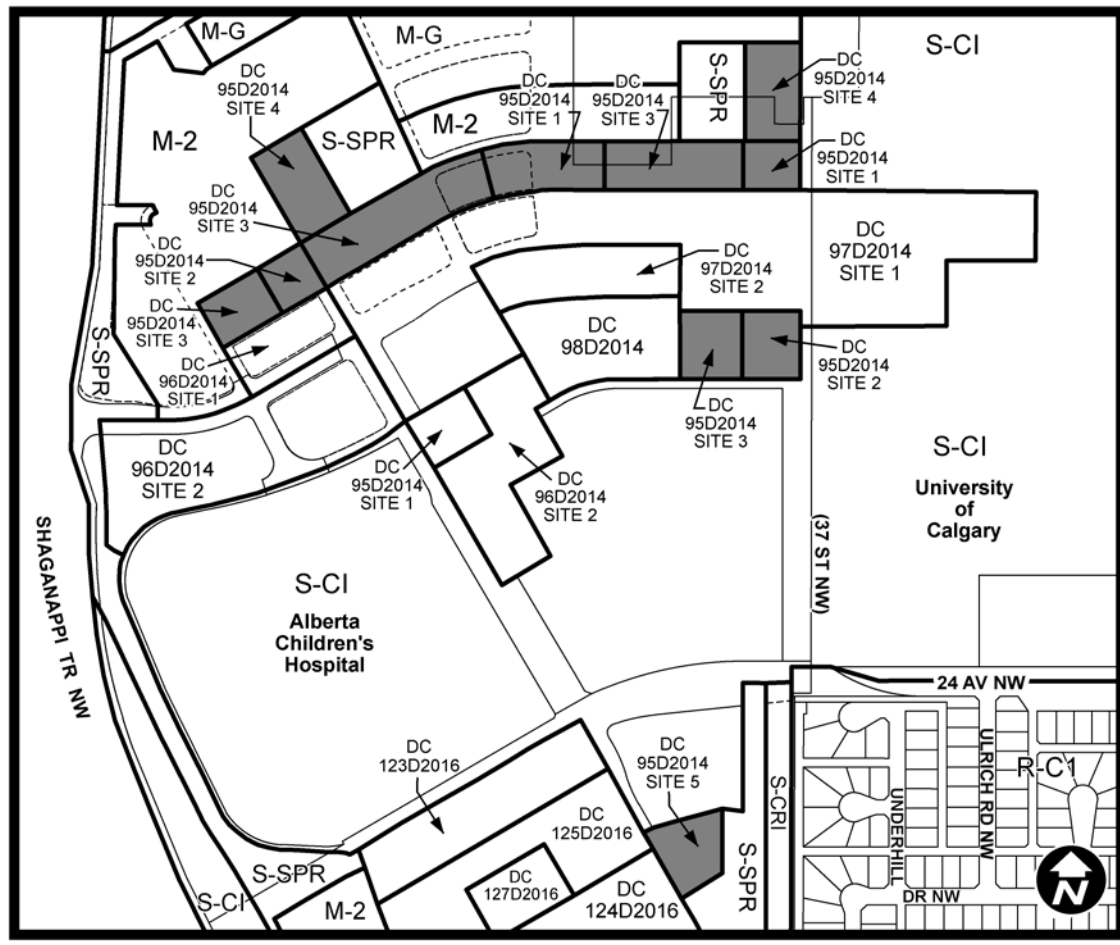 M-G
M-G
S-CI
DC
95D2014
SITE 4
DC
95D2014
SITE 1
DC
95D2014
SITE 3
S-SPR
DC
95D2014
SITE 4
M-2
S-SPR
M-2
DC
95D2014
SITE 1
DC
95D2014
SITE 3
DC
95D2014
SITE 2
DC
97D2014
SITE 2
DC
97D2014
SITE 1
DC
95D2014
SITE 3
S-SPR
DC
96D2014
SITE 1
DC
98D2014
DC
95D2014
SITE 2
DC
95D2014
SITE 3
DC
96D2014
SITE 2
DC
95D2014
SITE 1
DC
96D2014
SITE 2
S-CI
University
of
Calgary
(37 ST NW)
SHAGANAPPI TR NW
S-CI
Alberta
Children's
Hospital
24 AV NW
DC
123D2016
DC
95D2014
SITE 5
S-CRI
ULRICH RD NW
R-C1
UNDERHILL
DR NW
DC
125D2016
S-SPR
S-SPR
DC
127D2016
DC
124D2016
S-CI
M-2
N